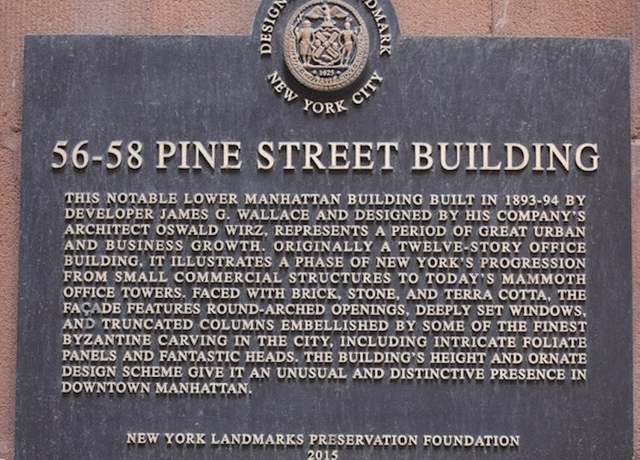 DESIGN
LANDMARK
1625
NEW YORK CITY
56-58 PINE STREET BUILDING
THIS NOTABLE LOWER MANHATTAN BUILDING BUILT IN 1893-94 BY
DEVELOPER JAMES G. WALLACE AND DESIGNED BY HIS COMPANY'S
ARCHITECT OSWALD WIRZ, REPRESENTS A PERIOD OF GREAT URBAN
AND BUSINESS GROWTH. ORIGINALLY A TWELVE-STORY OFFICE
BUILDING, IT ILLUSTRATES A PHASE OF NEW YORK'S PROGRESSION
FROM SMALL COMMERCIAL STRUCTURES TO TODAY'S MAMMOTH
OFFICE TOWERS. FACED WITH BRICK, STONE, AND TERRA COTTA, THE
FAÇADE FEATURES ROUND-ARCHED OPENINGS, DEEPLY SET WINDOWS,
AND TRUNCATED COLUMNS EMBELLISHED BY SOME OF THE FINEST
BYZANTINE CARVING IN THE CITY, INCLUDING INTRICATE FOLIATE
PANELS AND FANTASTIC HEADS. THE BUILDING'S HEIGHT AND ORNATE
DESIGN SCHEME GIVE IT AN UNUSUAL AND DISTINCTIVE PRESENCE IN
DOWNTOWN MANHATTAN.
NEW YORK LANDMARKS PRESERVATION FOUNDATION
2015